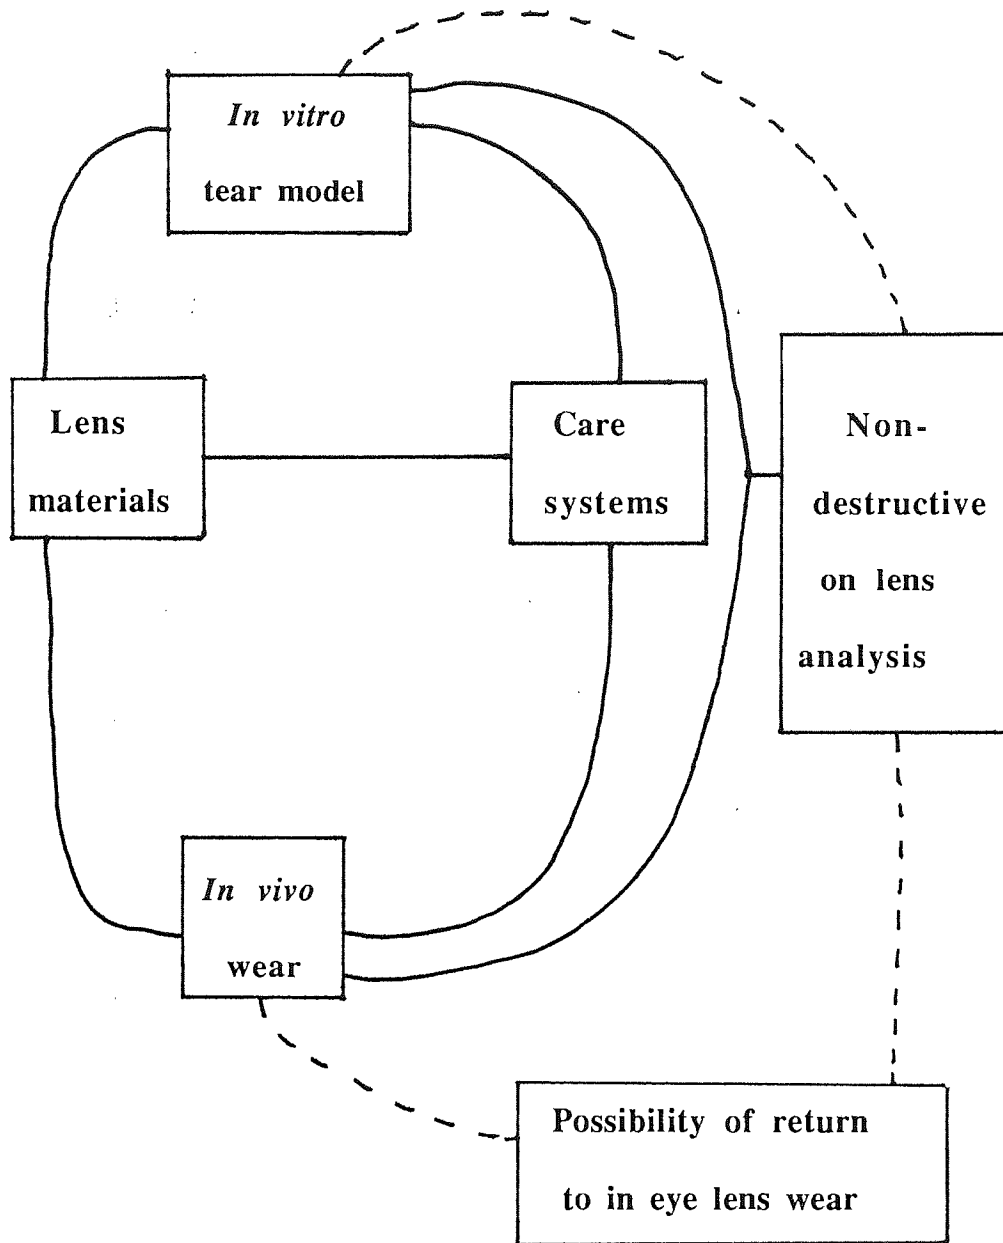 In vitro
tear model
Lens
materials
Care
systems
Non-
destructive
on lens
analysis
In vivo
wear
Possibility of return
to in eye lens wear